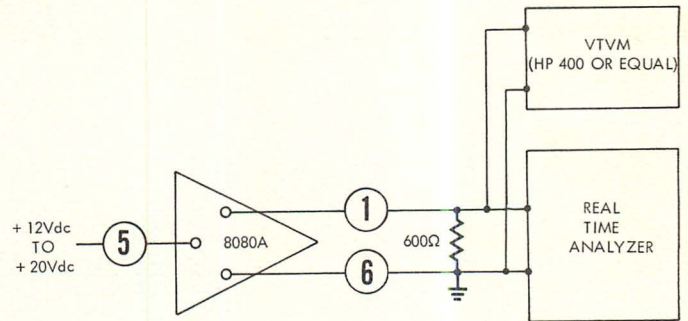 VTVM
(HP 400 OR EQUAL)
+ 12Vdc
TO
+ 20Vdc
5
8080A
1
6
600Ω
REAL
TIME
ANALYZER